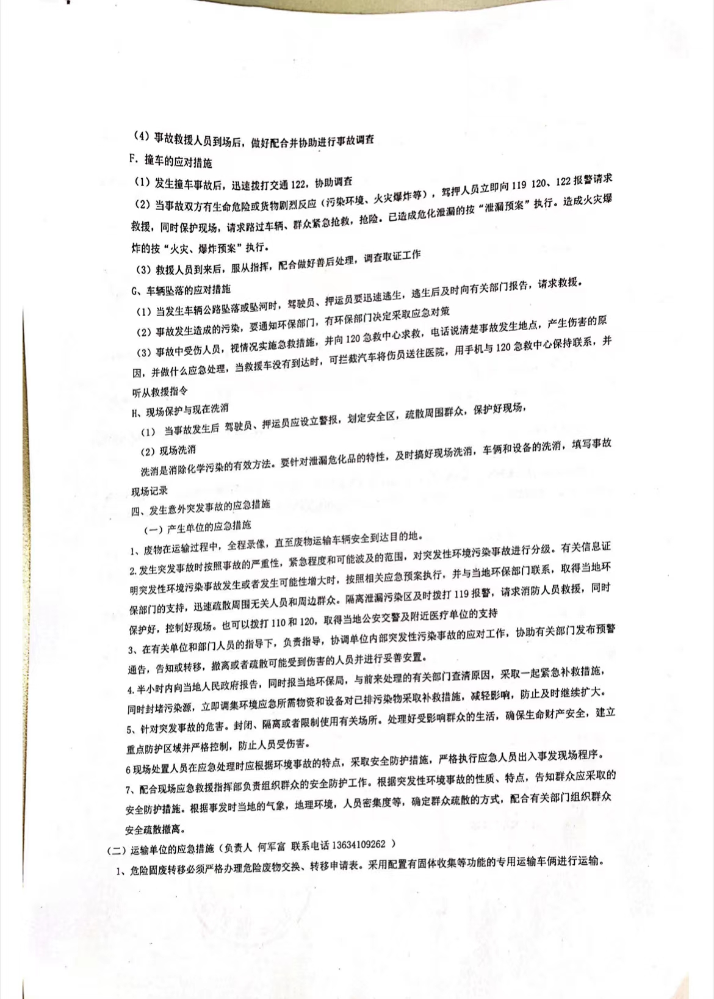 (4) 事故救援人员到场后，做好配合并协助进行事故调查
F. 撞车的应对措施
(1) 发生撞车事故后，迅速拨打交通 122，协助调查
(2) 当事故双方有生命危险或货物剧烈反应（污染环境、火灾爆炸等），驾押人员立即向 119 120、122 报警请求
救援，同时保护现场，请求路过车辆、群众紧急抢救，抢险。已造成危化泄漏的按“泄漏预案”执行。造成火灾爆
炸的按“火灾、爆炸预案”执行。
(3) 救援人员到来后，服从指挥，配合做好善后处理，调查取证工作
G、车辆坠落的应对措施
(1) 当发生车辆公路坠落或坠河时，驾驶员、押运员要迅速逃生，逃生后及时向有关部门报告，请求救援。
(2) 事故发生造成的污染，要通知环保部门，有环保部门决定采取应急对策
(3) 事故中受伤人员，视情况实施急救措施，并向 120 急救中心求救，电话说清楚事故发生地点，产生伤害的原
因，并做什么应急处理，当救援车没有到达时，可拦截汽车将伤员送往医院，用手机与 120 急救中心保持联系，并
听从救援指令
H、现场保护与现在洗消
(1) 当事故发生后 驾驶员、押运员应设立警报，划定安全区，疏散周围群众，保护好现场，
(2) 现场洗消
洗消是消除化学污染的有效方法。要针对泄漏危化品的特性，及时搞好现场洗消，车俩和设备的洗消，填写事故
现场记录
四、发生意外突发事故的应急措施
（一）产生单位的应急措施
1、废物在运输过程中，全程录像，直至废物运输车辆安全到达目的地。
2.发生突发事故时按照事故的严重性，紧急程度和可能波及的范围，对突发性环境污染事故进行分级。有关信息证
明突发性环境污染事故发生或者发生可能性增大时，按照相关应急预案执行，并与当地环保部门联系，取得当地环
保部门的支持，迅速疏散周围无关人员和周边群众。隔离泄漏污染区及时拨打 119 报警，请求消防人员救援，同时
保护好，控制好现场。也可以拨打 110 和 120，取得当地公安交警及附近医疗单位的支持
3、在有关单位和部门人员的指导下，负责指导，协调单位内部突发性污染事故的应对工作，协助有关部门发布预警
通告，告知或转移，撤离或者疏散可能受到伤害的人员并进行妥善安置。
4.半小时内向当地人民政府报告，同时报当地环保局，与前来处理的有关部门查清原因，采取一起紧急补救措施，
同时封堵污染源，立即调集环境应急所需物资和设备对已排污染物采取补救措施，减轻影响，防止及时继续扩大。
5、针对突发事故的危害。封闭、隔离或者限制使用有关场所。处理好受影响群众的生活，确保生命财产安全，建立
重点防护区域并严格控制，防止人员受伤害。
6 现场处置人员在应急处理时应根据环境事故的特点，采取安全防护措施，严格执行应急人员出入事发现场程序。
7、配合现场应急救援指挥部负责组织群众的安全防护工作。根据突发性环境事故的性质、特点，告知群众应采取的
安全防护措施。根据事发时当地的气象，地理环境，人员密集度等，确定群众疏散的方式，配合有关部门组织群众
安全疏散撤离。
（二）运输单位的应急措施（负责人 何军富 联系电话 13634109262 ）
1、危险固废转移必须严格办理危险废物交换、转移申请表。采用配置有固体收集等功能的专用运输车俩进行运输。